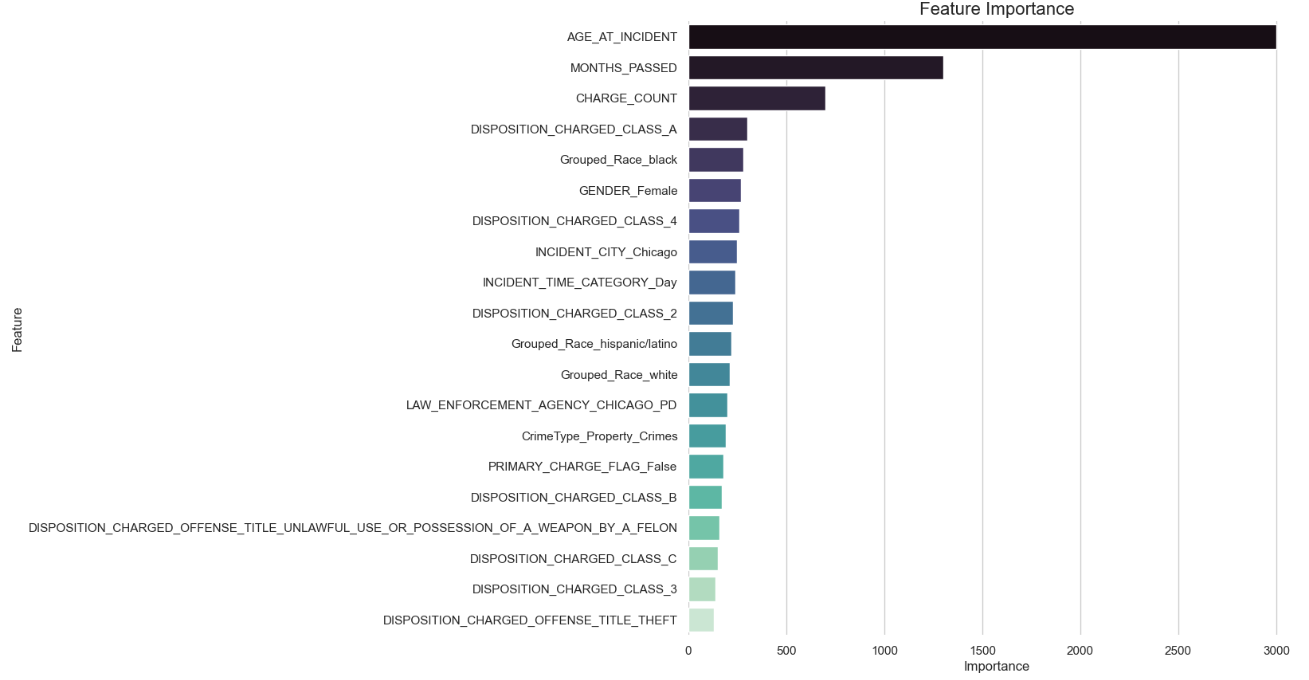 Feature Importance
AGE_AT_INCIDENT
MONTHS_PASSED
CHARGE_COUNT
DISPOSITION_CHARGED_CLASS_A
Grouped_Race_black
GENDER_Female
DISPOSITION_CHARGED_CLASS_4
INCIDENT_CITY_Chicago
INCIDENT_TIME_CATEGORY_Day
DISPOSITION_CHARGED_CLASS_2
Grouped_Race_hispanic/latino
Grouped_Race_white
LAW_ENFORCEMENT_AGENCY_CHICAGO_PD
CrimeType_Property_Crimes
PRIMARY_CHARGE_FLAG_False
DISPOSITION_CHARGED_CLASS_B
DISPOSITION_CHARGED_OFFENSE_TITLE_UNLAWFUL_USE_OR_POSSESSION_OF_A_WEAPON_BY_A_FELON
DISPOSITION_CHARGED_CLASS_C
DISPOSITION_CHARGED_CLASS_3
DISPOSITION_CHARGED_OFFENSE_TITLE_THEFT
Feature
0 500 1000 1500 2000 2500 3000
Importance